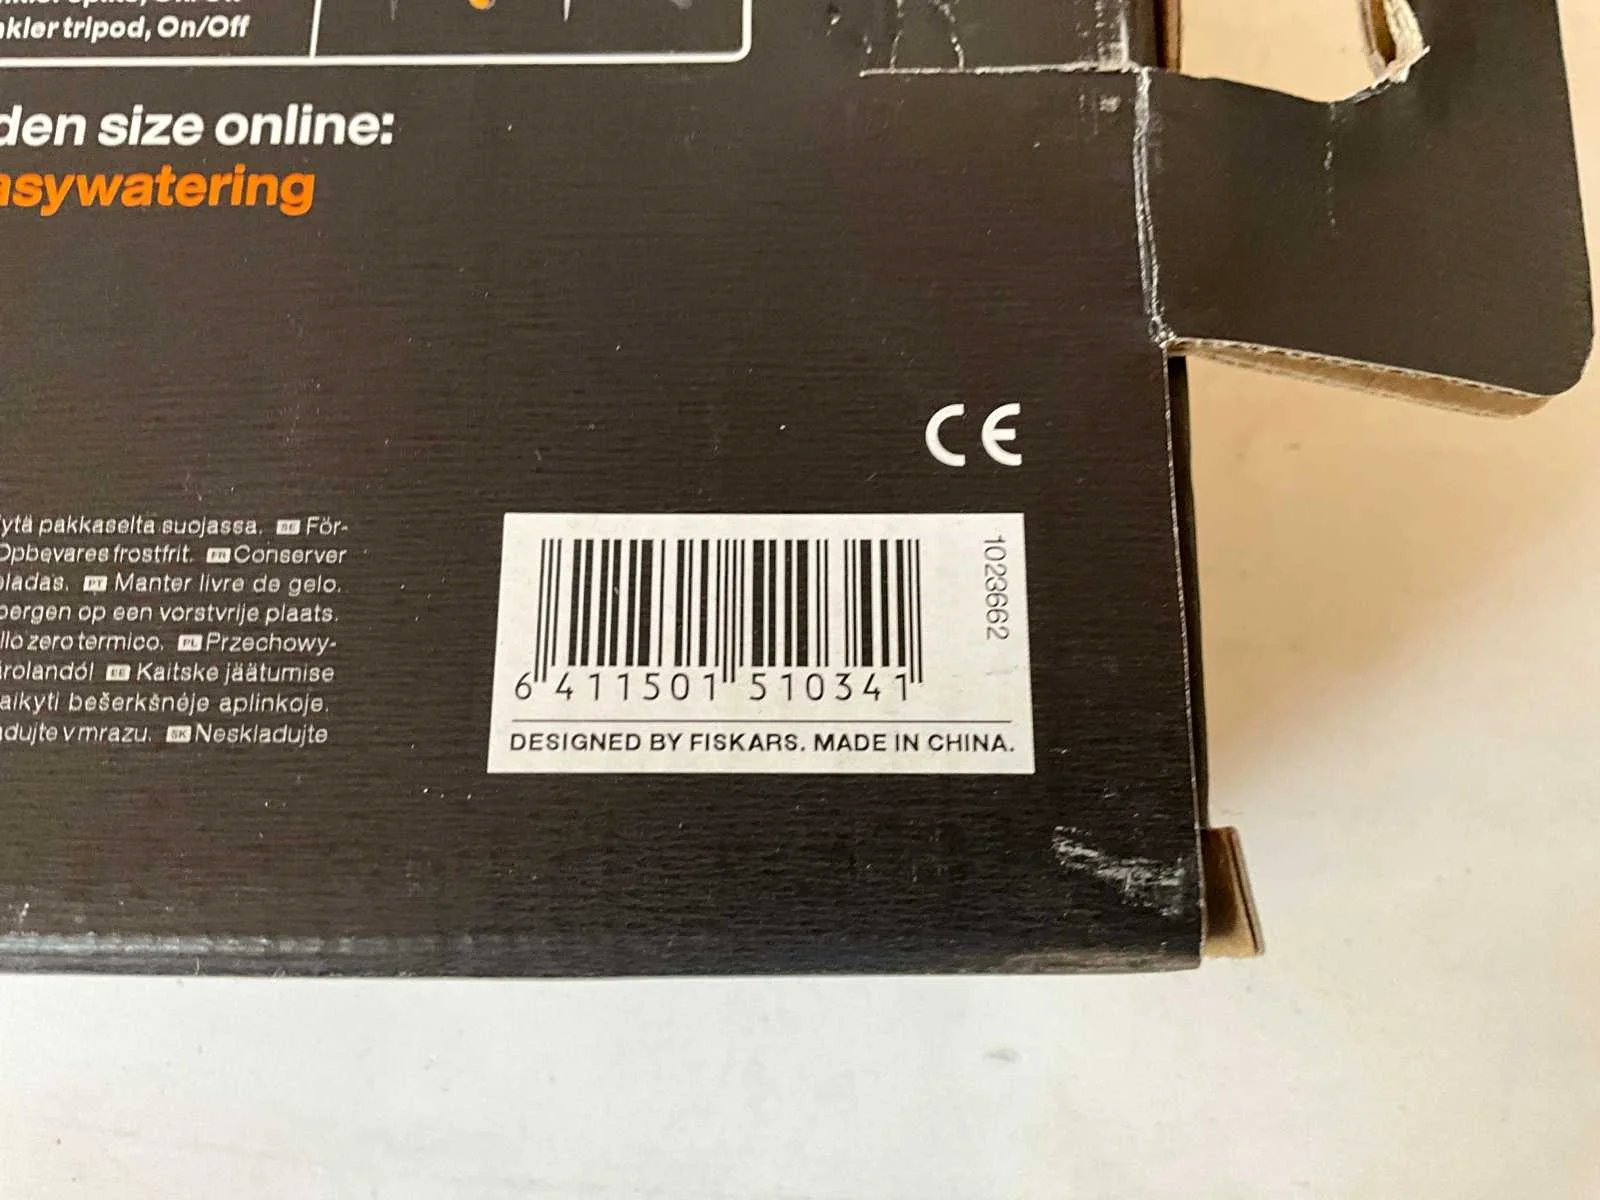 nkler tripod, On/Off
den size online:
asywatering
CE
ytä pakkaselta suojassa. SE För-
Opbevares frostfrit. FR Conserver
eladas. PT Manter livre de gelo.
bergen op een vorstvrije plaats.
llo zero termico. PL Przechowy-
árolandó! EE Kaitske jäätumise
aikyti bešerkšnėje aplinkoje.
adujte v mrazu. SK Neskladujte
1023662
6 411501 510341
DESIGNED BY FISKARS. MADE IN CHINA.